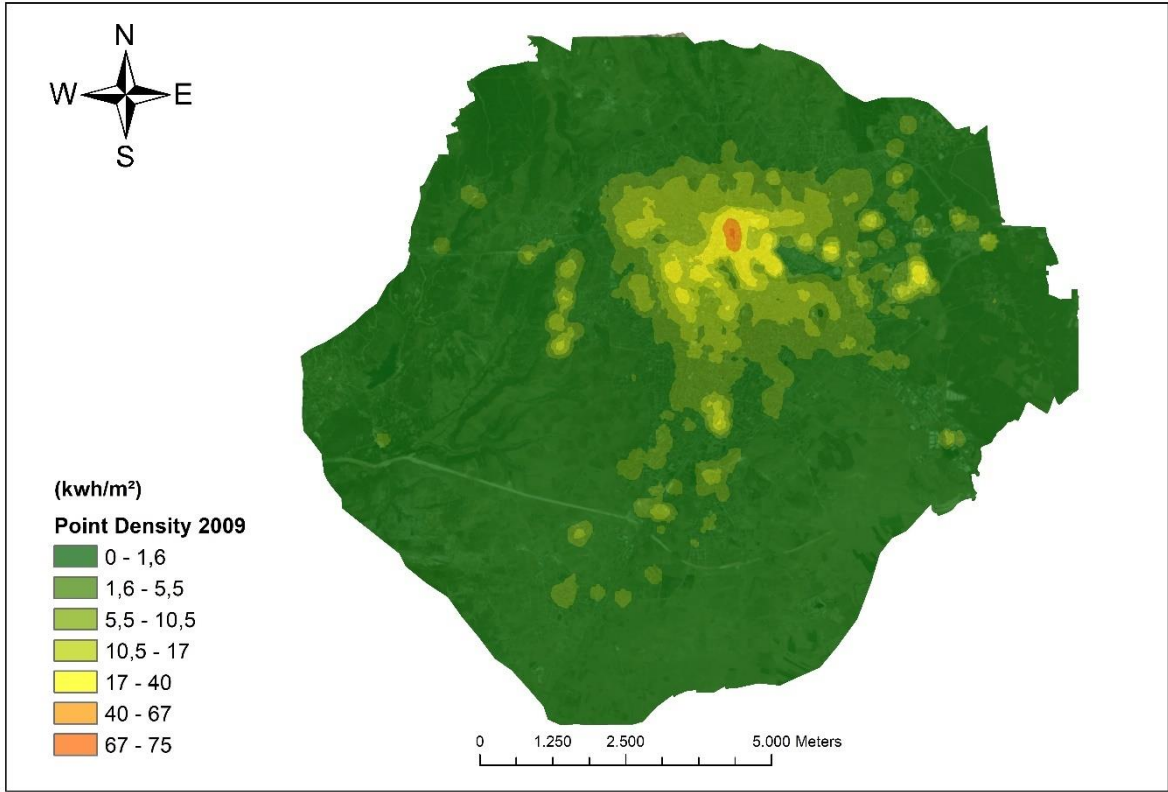 N
W E
S
(kwh/m²)
Point Density 2009
0 - 1,6
1,6 - 5,5
5,5 - 10,5
10,5 - 17
17 - 40
40 - 67
67 - 75
0 1.250 2.500 5.000 Meters